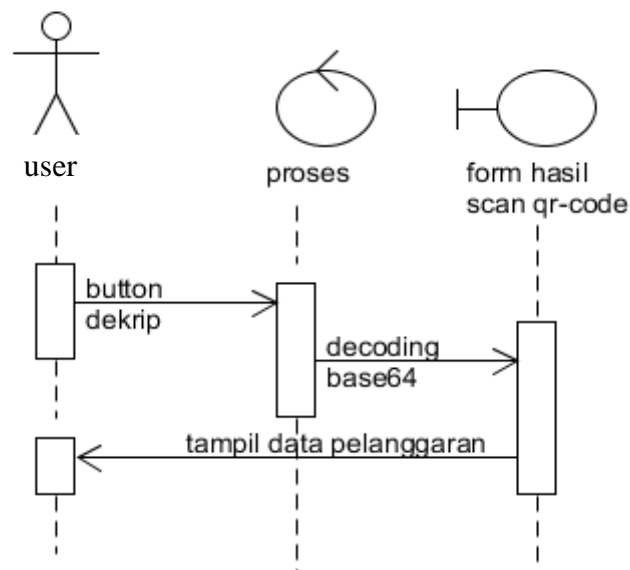 user
proses
form hasil
scan qr-code
button
dekrip
decoding
base64
tampil data pelanggaran